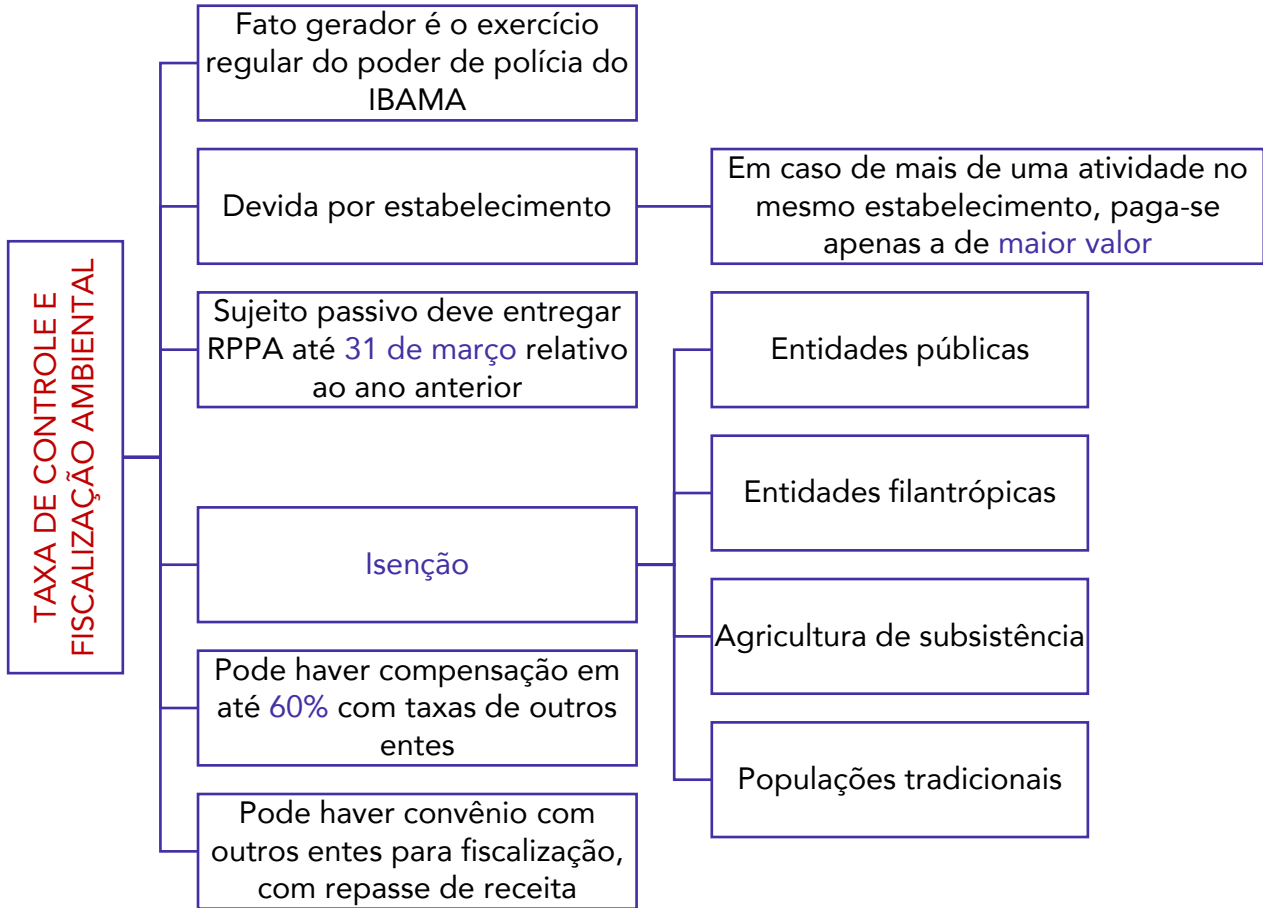 TAXA DE CONTROLE E
FISCALIZAÇÃO AMBIENTAL
Fato gerador é o exercício
regular do poder de polícia do
IBAMA
Devida por estabelecimento
Em caso de mais de uma atividade no
mesmo estabelecimento, paga-se
apenas a de maior valor
Sujeito passivo deve entregar
RPPA até 31 de março relativo
ao ano anterior
Isenção
Entidades públicas
Entidades filantrópicas
Agricultura de subsistência
Populações tradicionais
Pode haver compensação em
até 60% com taxas de outros
entes
Pode haver convênio com
outros entes para fiscalização,
com repasse de receita